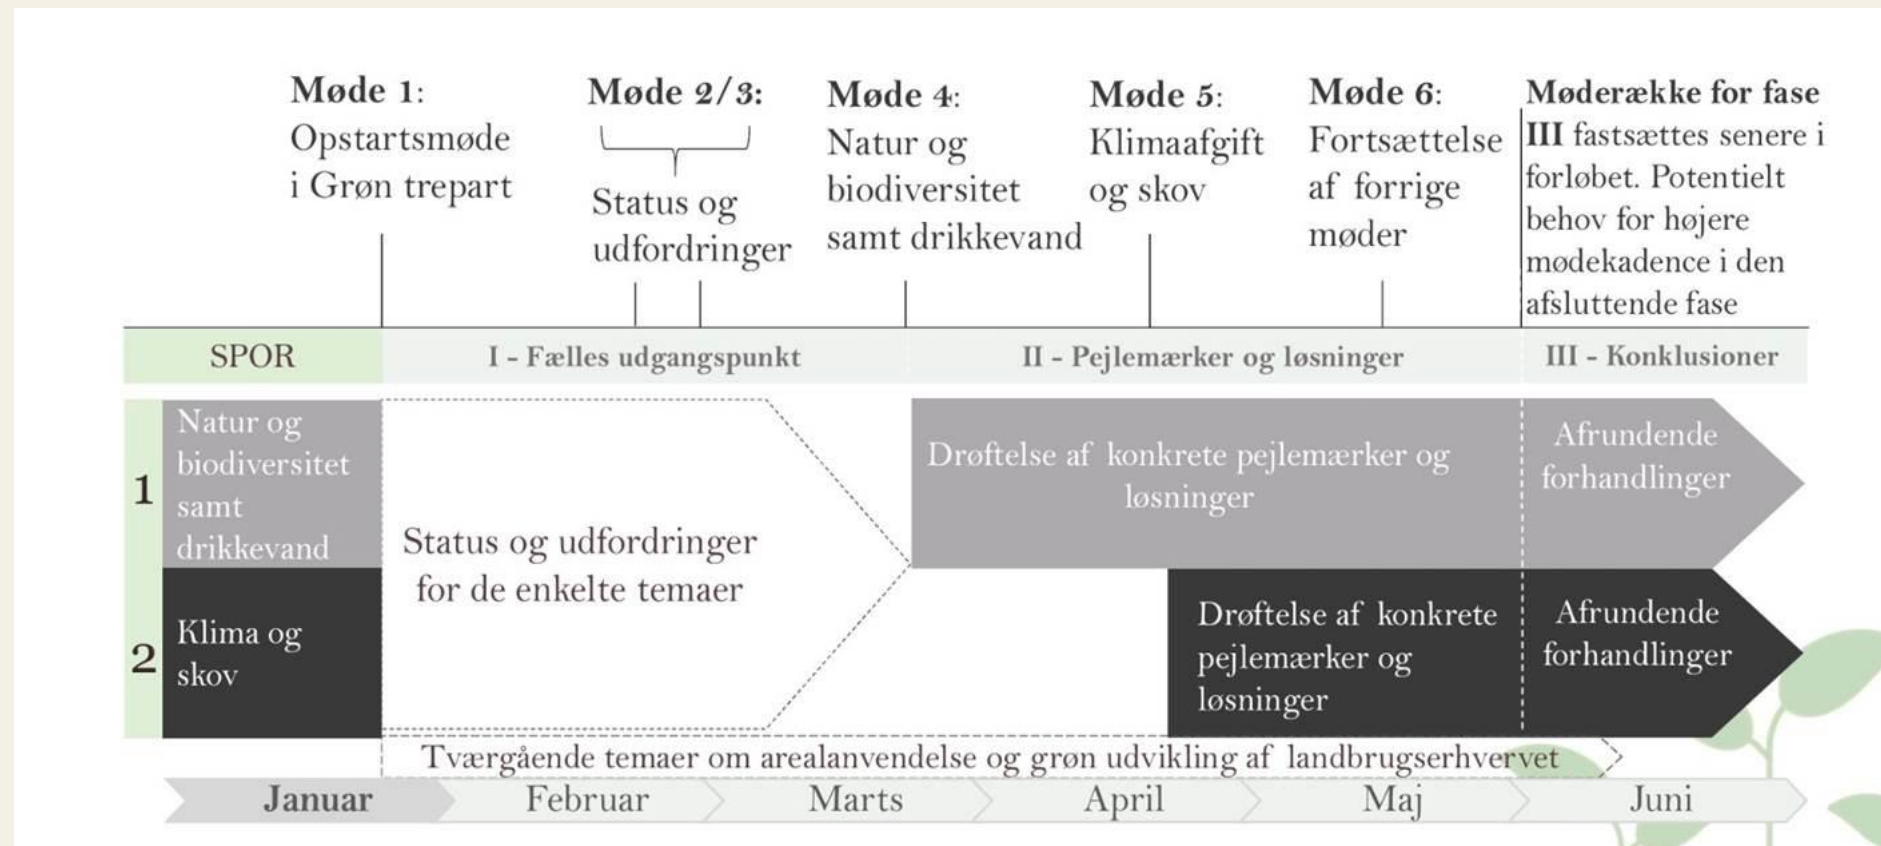 Møde 1:
Opstartsmøde
i Grøn trepart
Møde 2/3:
Status og
udfordringer
Møde 4:
Natur og
biodiversitet
samt drikkevand
Møde 5:
Klimaafgift
og skov
Møde 6:
Fortsættelse
af forrige
møder
Møderække for fase
III fastsættes senere i
forløbet. Potentielt
behov for højere
mødekadence i den
afsluttende fase
SPOR
I - Fælles udgangspunkt
II - Pejlemærker og løsninger
III - Konklusioner
1
Natur og
biodiversitet
samt
drikkevand
2
Klima og
skov
Status og udfordringer
for de enkelte temaer
Drøftelse af konkrete pejlemærker og
løsninger
Afrundende
forhandlinger
Drøftelse af konkrete
pejlemærker og
løsninger
Afrundende
forhandlinger
Tværgående temaer om arealanvendelse og grøn udvikling af landbrugserhvervet
Januar
Februar
Marts
April
Maj
Juni